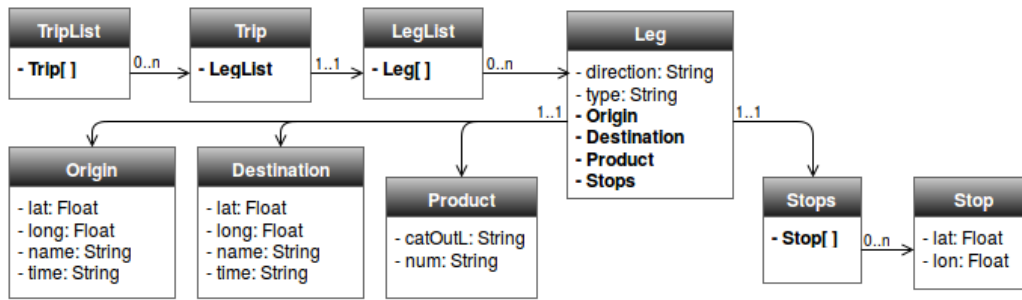 TripList
- Trip[ ]
0..n
Trip
- LegList
1..1
LegList
- Leg[ ]
0..n
Leg
- direction: String
- type: String
- Origin
- Destination
- Product
- Stops
1..1
1..1
Origin
- lat: Float
- long: Float
- name: String
- time: String
Destination
- lat: Float
- long: Float
- name: String
- time: String
Product
- catOutL: String
- num: String
Stops
- Stop[ ]
0..n
Stop
- lat: Float
- lon: Float